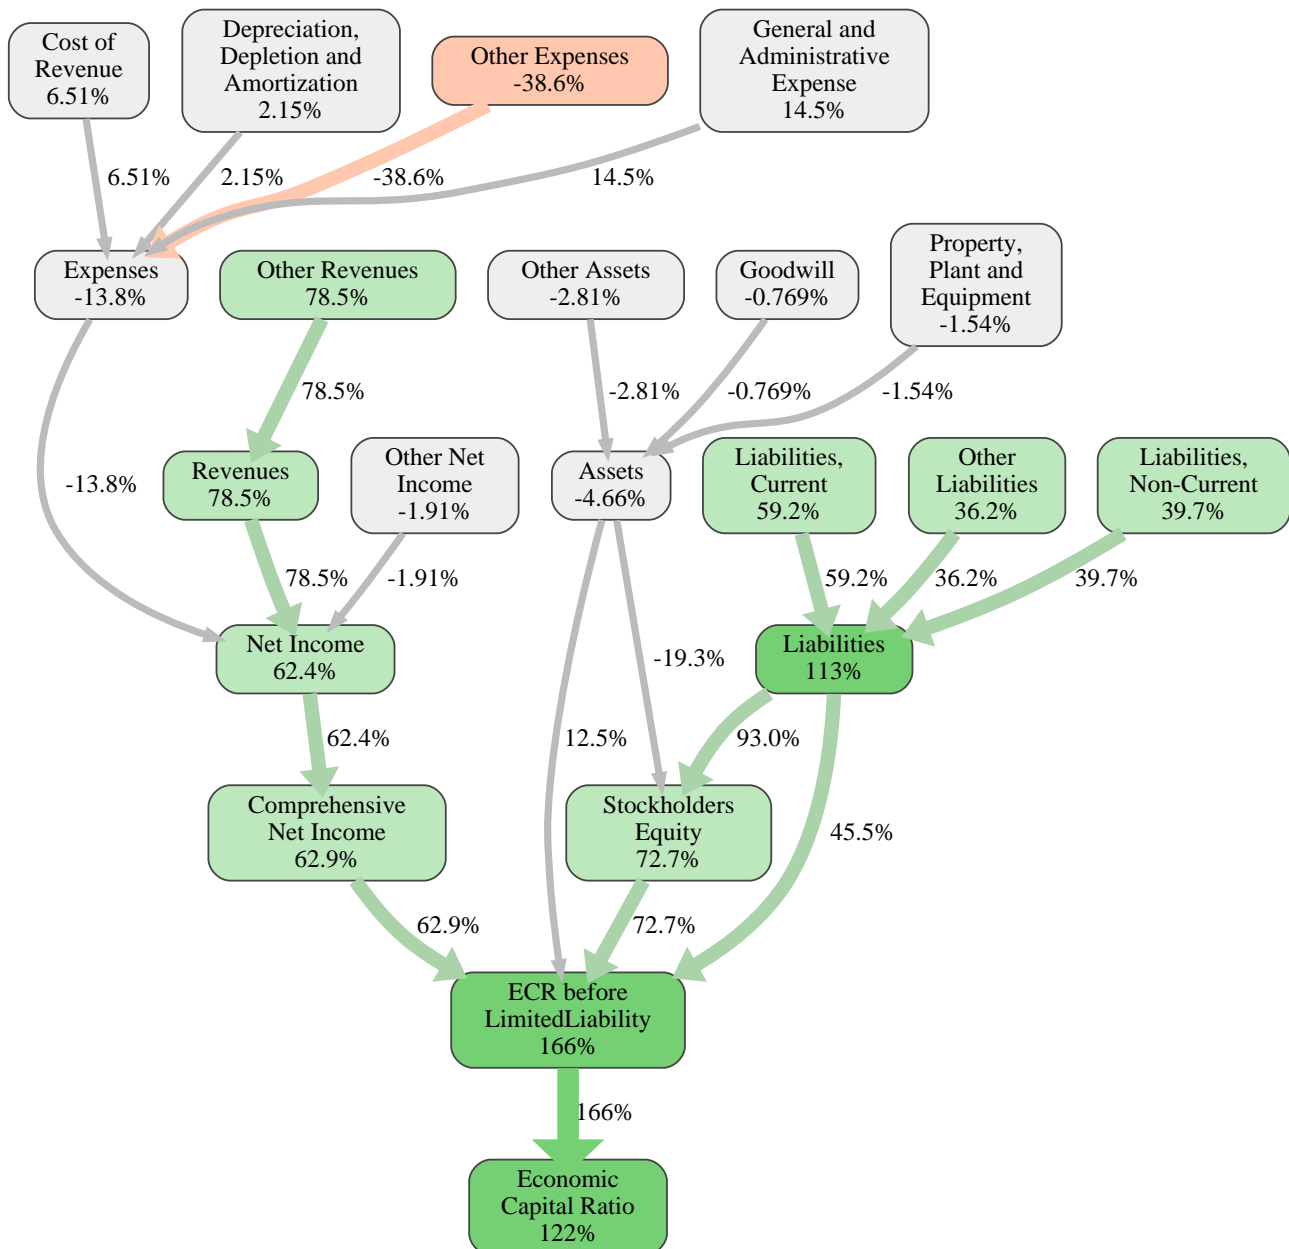 Cost of
Revenue
6.51%
Depreciation,
Depletion and
Amortization
2.15%
Other Expenses
-38.6%
General and
Administrative
Expense
14.5%
6.51%
2.15%
-38.6%
14.5%
Expenses
-13.8%
Other Revenues
78.5%
Other Assets
-2.81%
Goodwill
-0.769%
Property,
Plant and
Equipment
-1.54%
78.5%
-2.81%
-0.769%
-1.54%
-13.8%
Revenues
78.5%
Other Net
Income
-1.91%
Assets
-4.66%
Liabilities,
Current
59.2%
Other
Liabilities
36.2%
Liabilities,
Non-Current
39.7%
78.5%
-1.91%
59.2%
36.2%
39.7%
Net Income
62.4%
-19.3%
Liabilities
113%
62.4%
12.5%
93.0%
Comprehensive
Net Income
62.9%
Stockholders
Equity
72.7%
45.5%
62.9%
72.7%
ECR before
LimitedLiability
166%
166%
Economic
Capital Ratio
122%